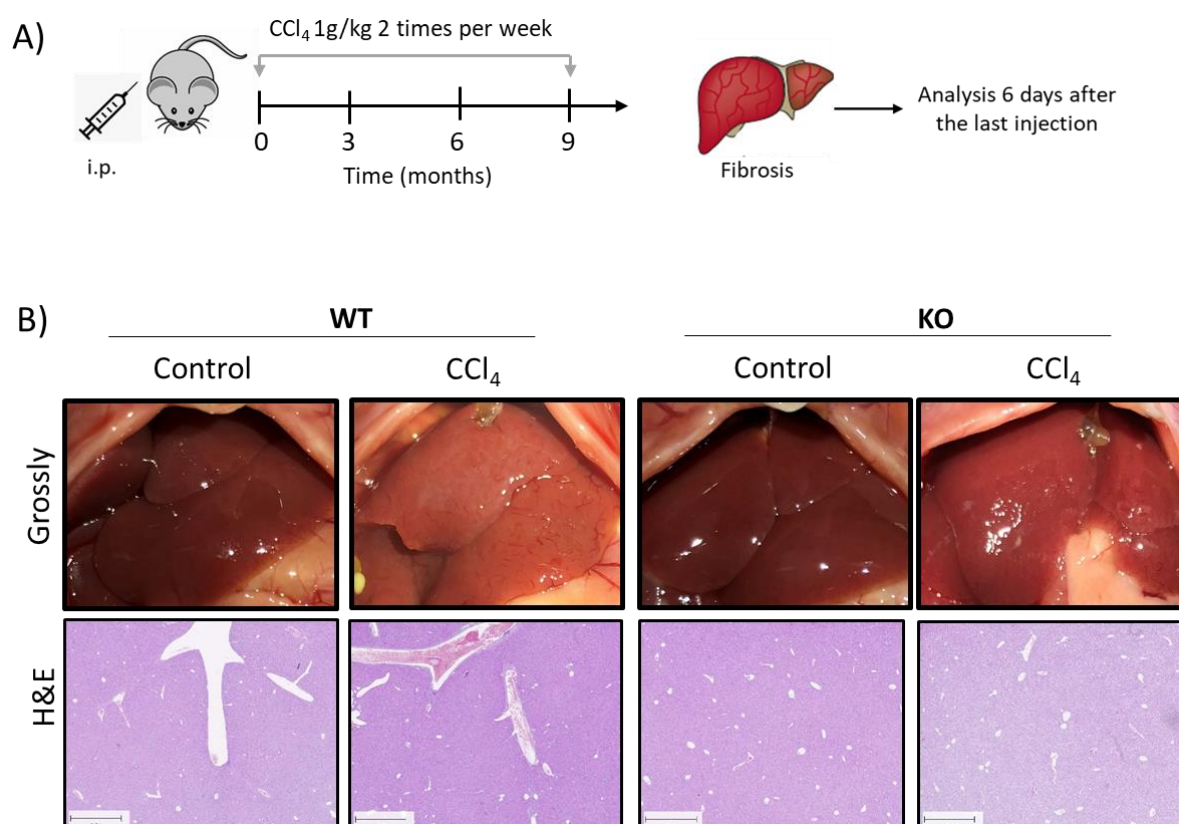 A)
CCl₄ 1g/kg 2 times per week
i.p.
0 3 6 9
Time (months)
Fibrosis
Analysis 6 days after
the last injection
B)
WT KO
Control CCl₄ Control CCl₄
Grossly
H&E